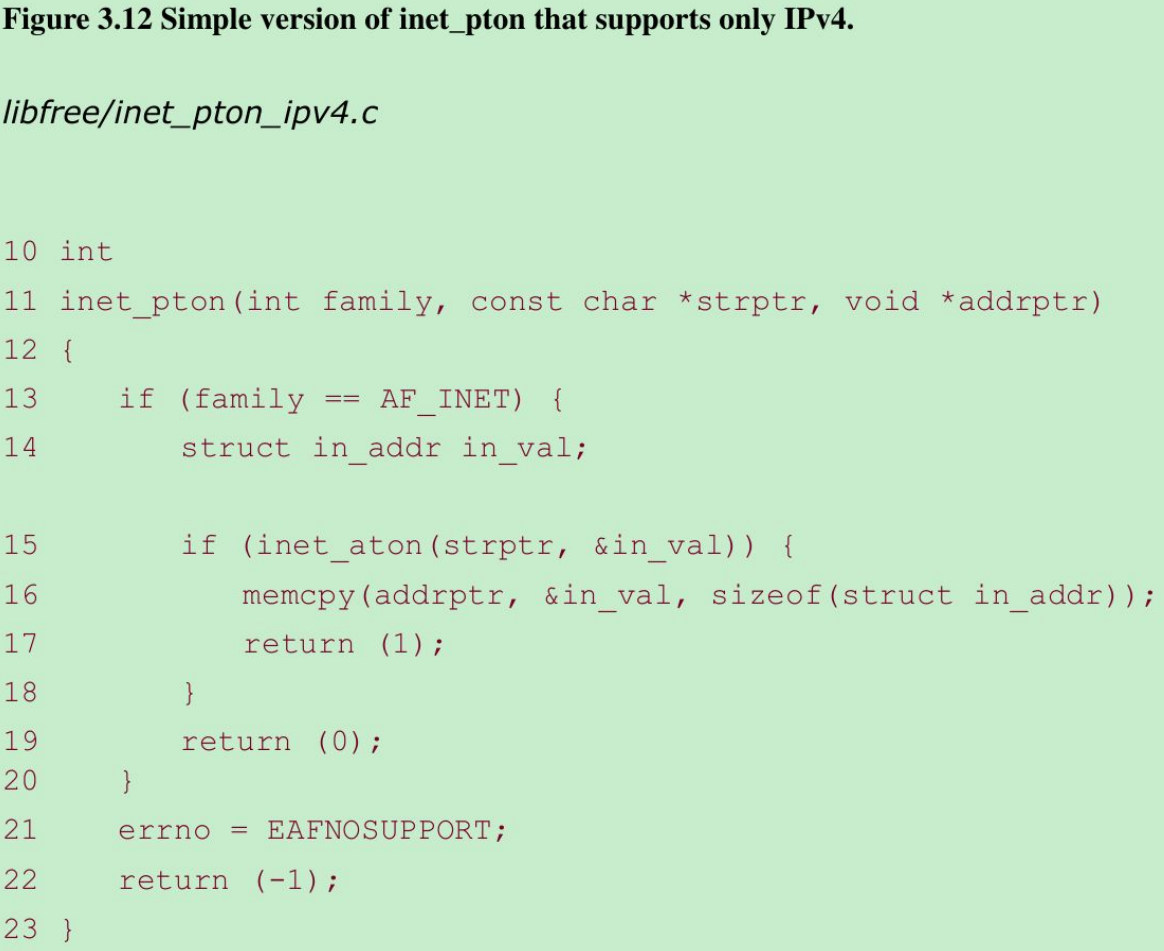 Figure 3.12 Simple version of inet_pton that supports only IPv4.
libfree/inet_pton_ipv4.c
10 int
11 inet_pton(int family, const char *strptr, void *addrptr)
12 {
13     if (family == AF_INET) {
14         struct in_addr in_val;
15         if (inet_aton(strptr, &in_val)) {
16             memcpy(addrptr, &in_val, sizeof(struct in_addr));
17             return (1);
18         }
19         return (0);
20     }
21     errno = EAFNOSUPPORT;
22     return (-1);
23 }